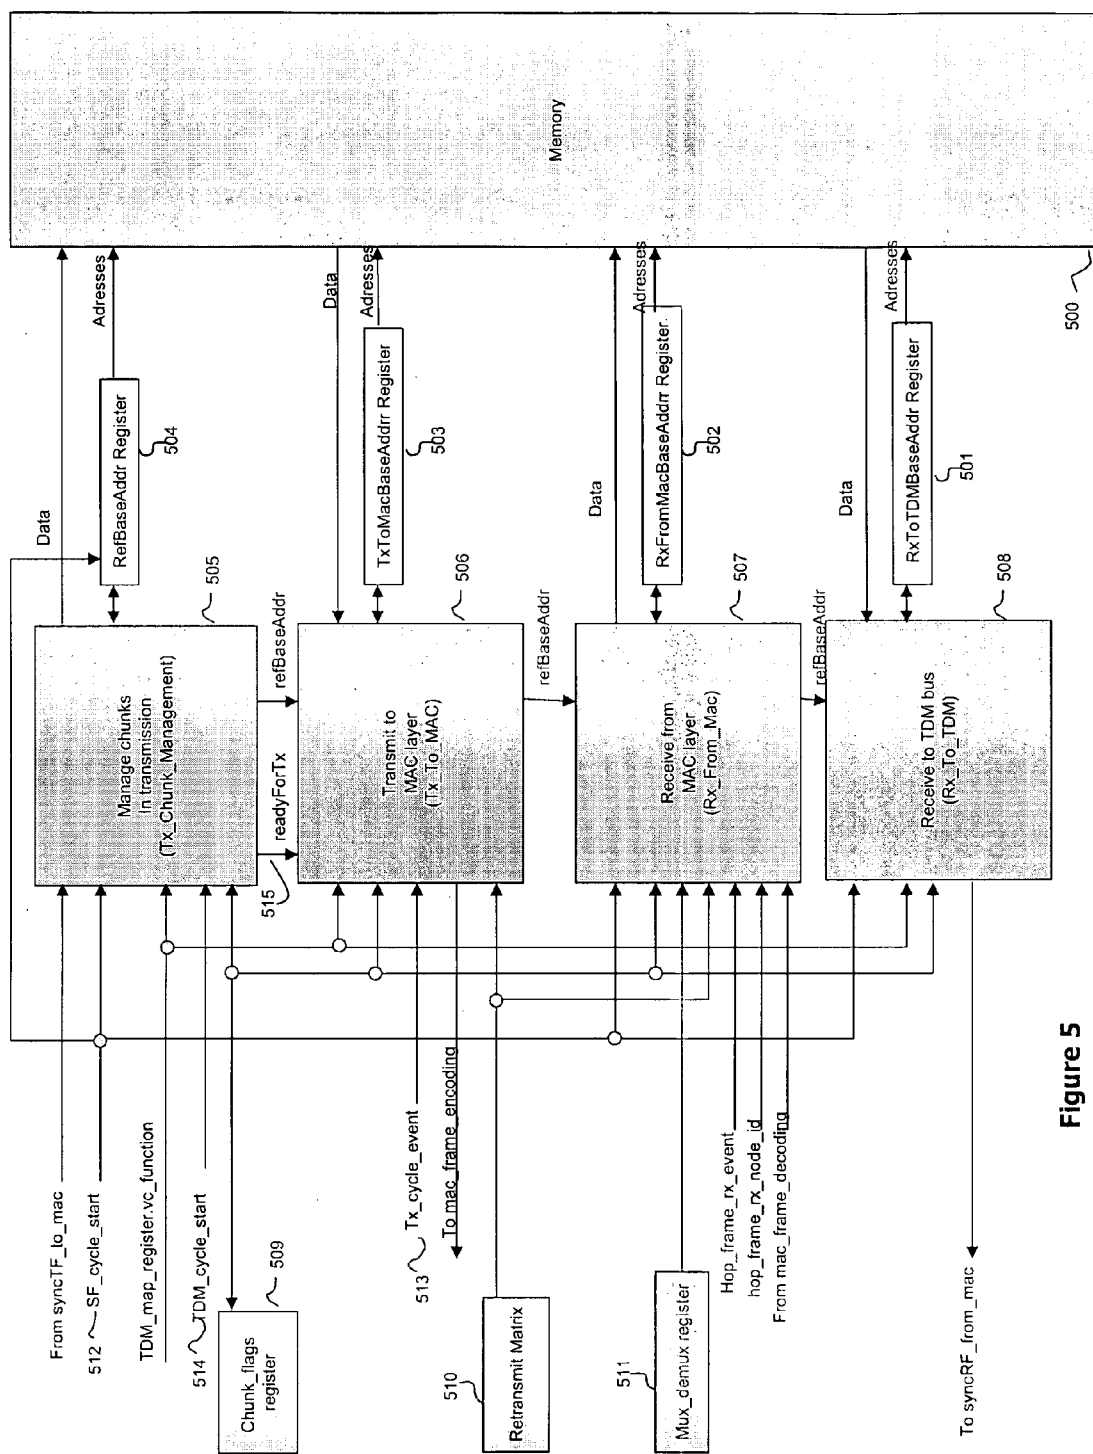 Memory
500
Data
Adresses
RefBaseAddr Register
504
Data
Adresses
TxToMacBaseAddrr Register
503
Data
Adresses
RxFromMacBaseAddrr Register
502
Data
Adresses
RxToTDMBaseAddr Register
501
Manage chunks
In transmission
(Tx_Chunk_Management)
505
refBaseAddr
readyForTx
515
Transmit to
MAC layer
(Tx_To_MAC)
506
refBaseAddr
Receive from
MAC layer
(Rx_From_Mac)
507
refBaseAddr
Receive to TDM bus
(Rx_To_TDM)
508
From syncTF_to_mac
512
SF_cycle_start
TDM_map_register.vc_function
514
TDM_cycle_start
Chunk_flags
register
509
513
Tx_cycle_event
To mac_frame_encoding
Retransmit Matrix
510
Mux_demux register
511
Hop_frame_rx_event
hop_frame_rx_node_id
From mac_frame_decoding
To syncRF_from_mac
Figure 5